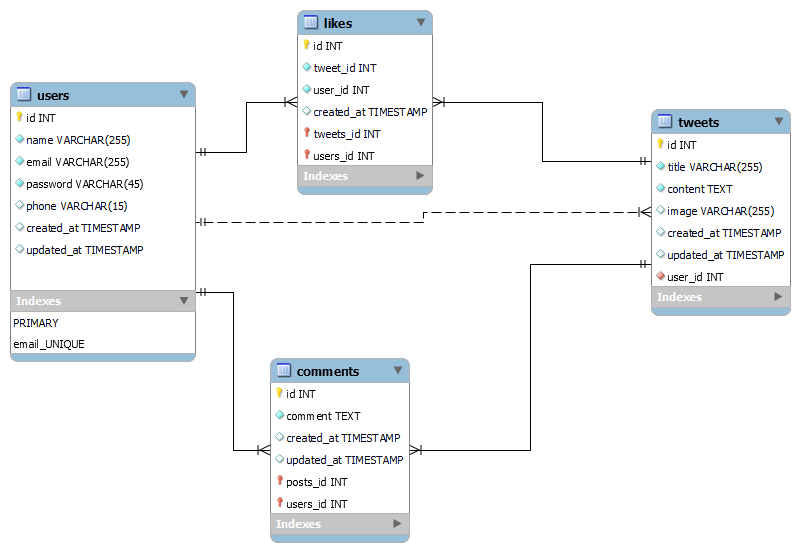 users
id INT
name VARCHAR(255)
email VARCHAR(255)
password VARCHAR(45)
phone VARCHAR(15)
created_at TIMESTAMP
updated_at TIMESTAMP
Indexes
PRIMARY
email_UNIQUE
likes
id INT
tweet_id INT
user_id INT
created_at TIMESTAMP
tweets_id INT
users_id INT
Indexes
tweets
id INT
title VARCHAR(255)
content TEXT
image VARCHAR(255)
created_at TIMESTAMP
updated_at TIMESTAMP
user_id INT
Indexes
comments
id INT
comment TEXT
created_at TIMESTAMP
updated_at TIMESTAMP
posts_id INT
users_id INT
Indexes